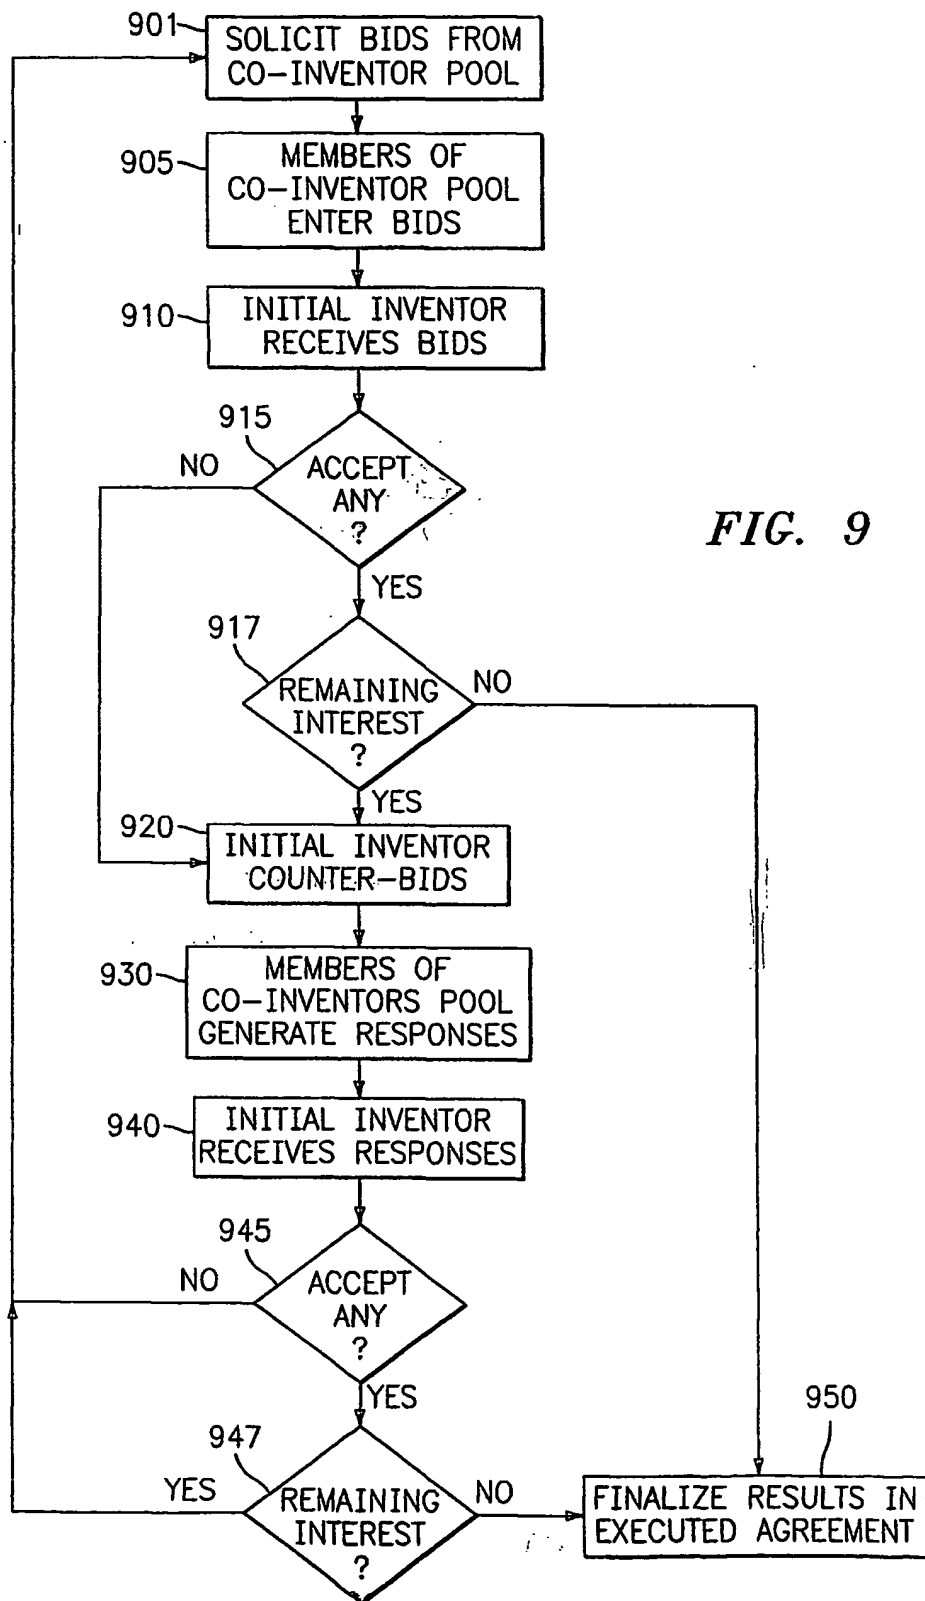 901
SOLICIT BIDS FROM
CO-INVENTOR POOL
905
MEMBERS OF
CO-INVENTOR POOL
ENTER BIDS
910
INITIAL INVENTOR
RECEIVES BIDS
915
NO
ACCEPT
ANY
?
FIG. 9
YES
917
REMAINING
INTEREST
?
NO
YES
920
INITIAL INVENTOR
COUNTER-BIDS
930
MEMBERS OF
CO-INVENTORS POOL
GENERATE RESPONSES
940
INITIAL INVENTOR
RECEIVES RESPONSES
945
NO
ACCEPT
ANY
?
YES
947
YES
REMAINING
INTEREST
?
NO
950
FINALIZE RESULTS IN
EXECUTED AGREEMENT